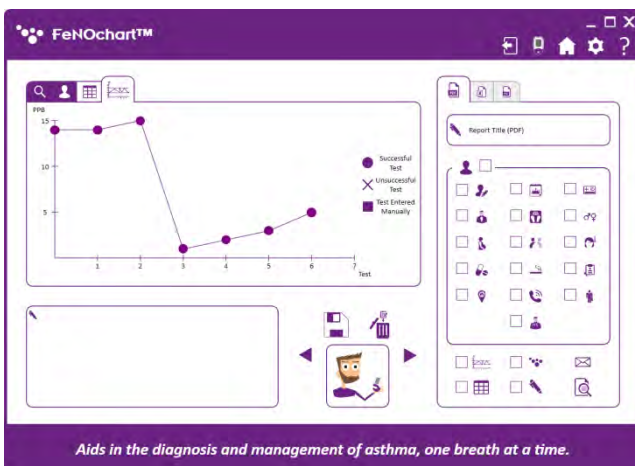 FeNOchart™
PPB
15
10
5
1 2 3 4 5 6 7
Test
Successful
Test
Unsuccessful
Test
Test Entered
Manually
Report Title (PDF)
Aids in the diagnosis and management of asthma, one breath at a time.